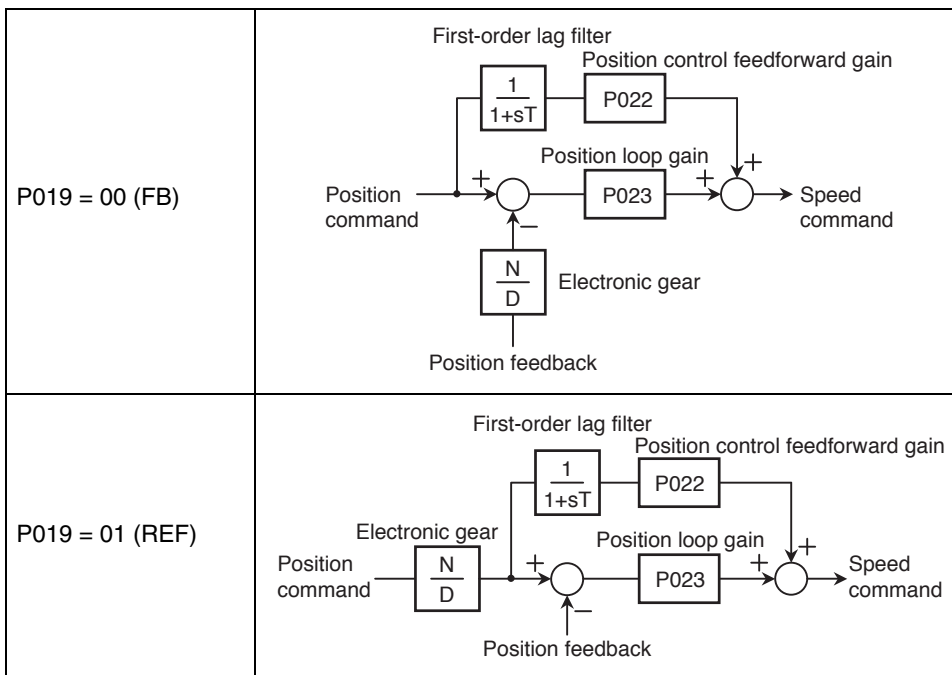 P019 = 00 (FB)
First-order lag filter
Position control feedforward gain
1
1+sT
P022
Position loop gain
+
+
+
Position
command
P023
Speed
command
−
N
D
Electronic gear
Position feedback
P019 = 01 (REF)
First-order lag filter
Position control feedforward gain
1
1+sT
P022
Electronic gear
Position loop gain
+
+
+
Position
command
N
D
P023
Speed
command
−
Position feedback